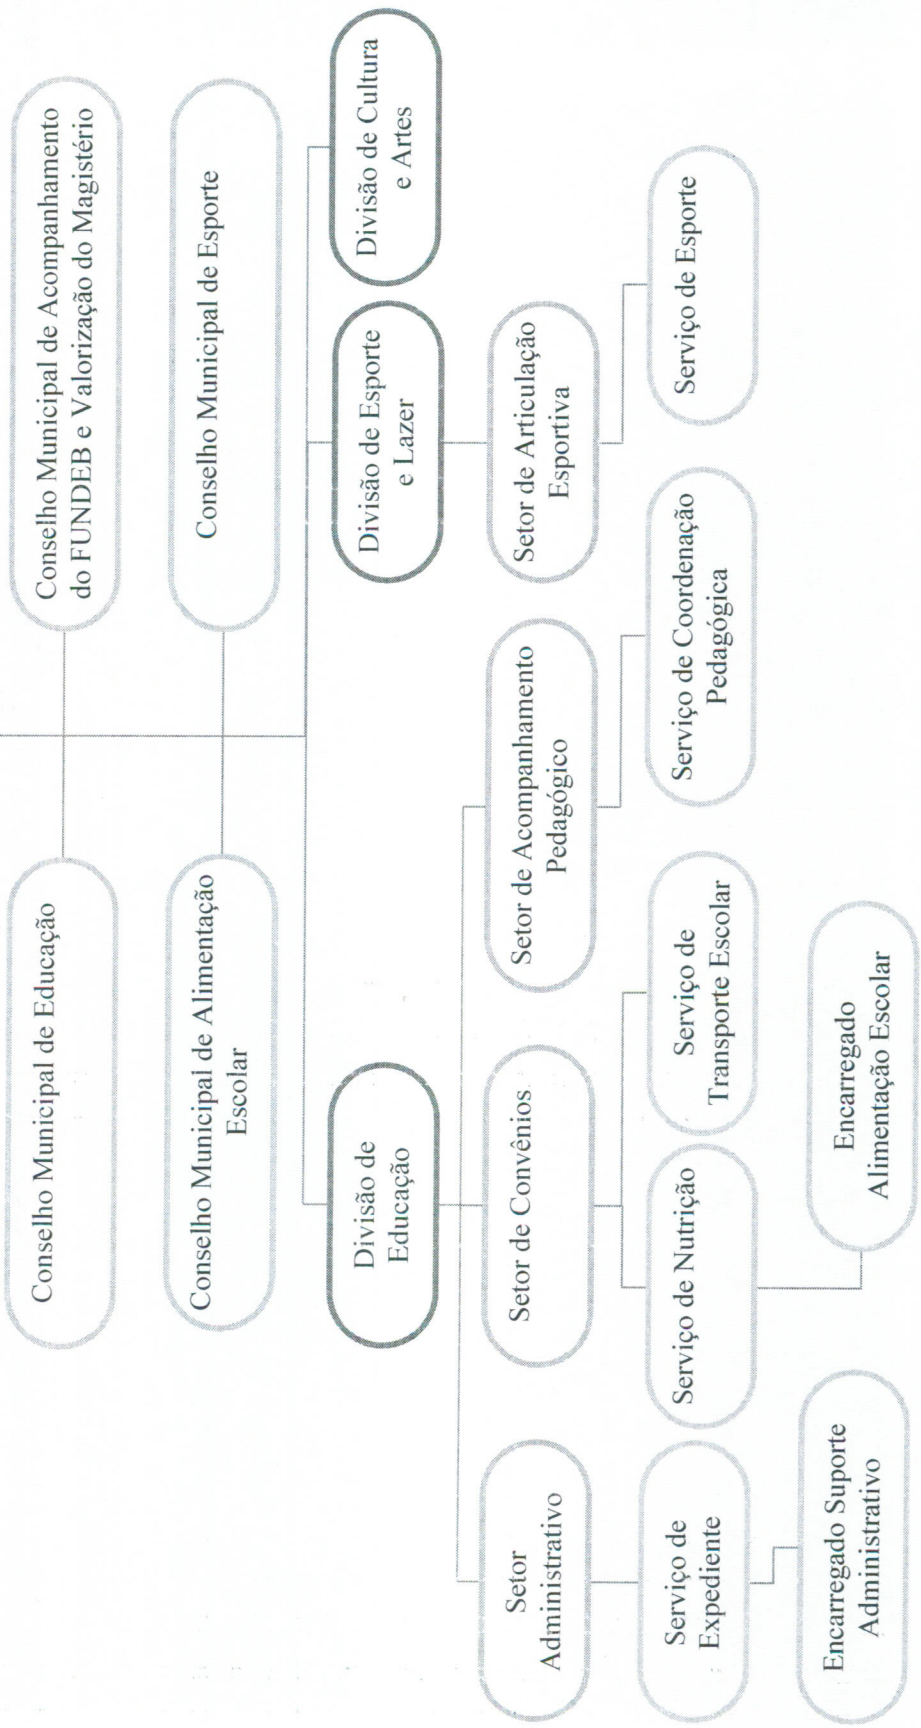 Conselho Municipal de Educação
Conselho Municipal de Acompanhamento
do FUNDEB e Valorização do Magistério
Conselho Municipal de Alimentação
Escolar
Conselho Municipal de Esporte
Divisão de
Educação
Divisão de Esporte
e Lazer
Divisão de Cultura
e Artes
Setor
Administrativo
Setor de Convênios
Setor de Acompanhamento
Pedagógico
Setor de Articulação
Esportiva
Serviço de
Expediente
Serviço de Nutrição
Serviço de
Transporte Escolar
Serviço de Coordenação
Pedagógica
Serviço de Esporte
Encarregado Suporte
Administrativo
Encarregado
Alimentação Escolar